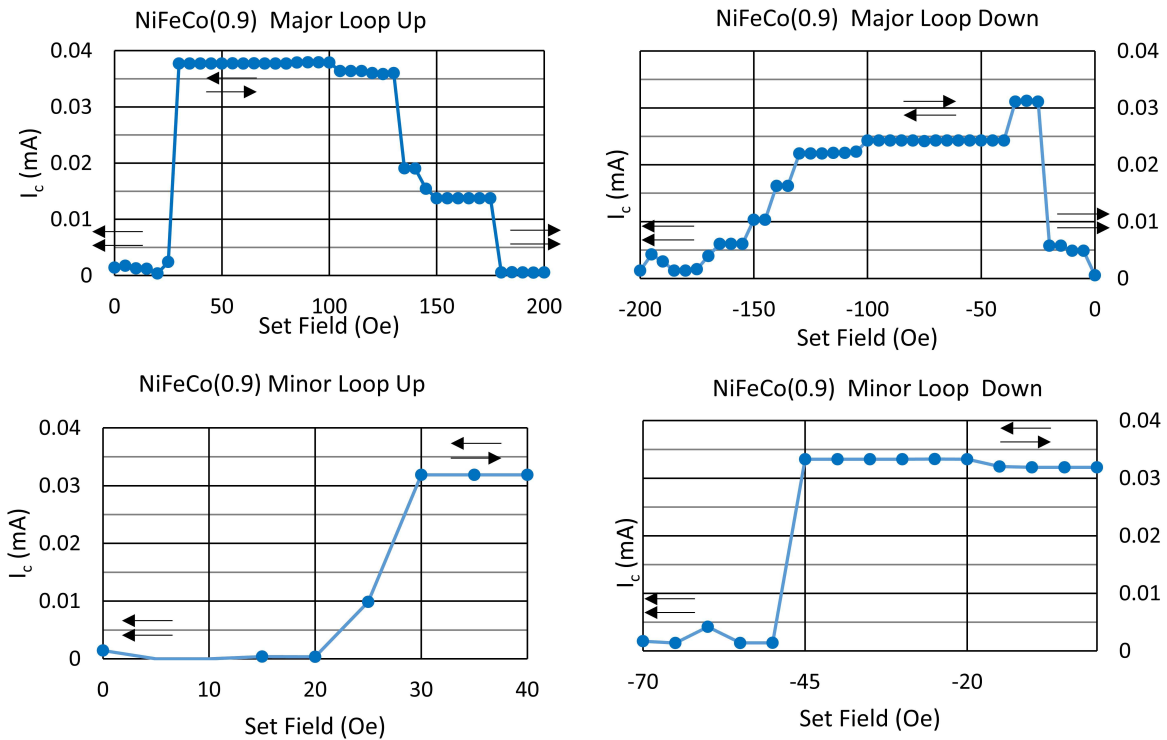 NiFeCo(0.9)  Major Loop Up
0.04
0.03
0.02
0.01
0
I_c (mA)
0 50 100 150 200
Set Field (Oe)
NiFeCo(0.9)  Major Loop Down
0.04
0.03
0.02
0.01
0
I_c (mA)
-200 -150 -100 -50 0
Set Field (Oe)
NiFeCo(0.9) Minor Loop Up
0.04
0.03
0.02
0.01
0
I_c (mA)
0 10 20 30 40
Set Field (Oe)
NiFeCo(0.9)  Minor Loop  Down
0.04
0.03
0.02
0.01
0
I_c (mA)
-70 -45 -20
Set Field (Oe)